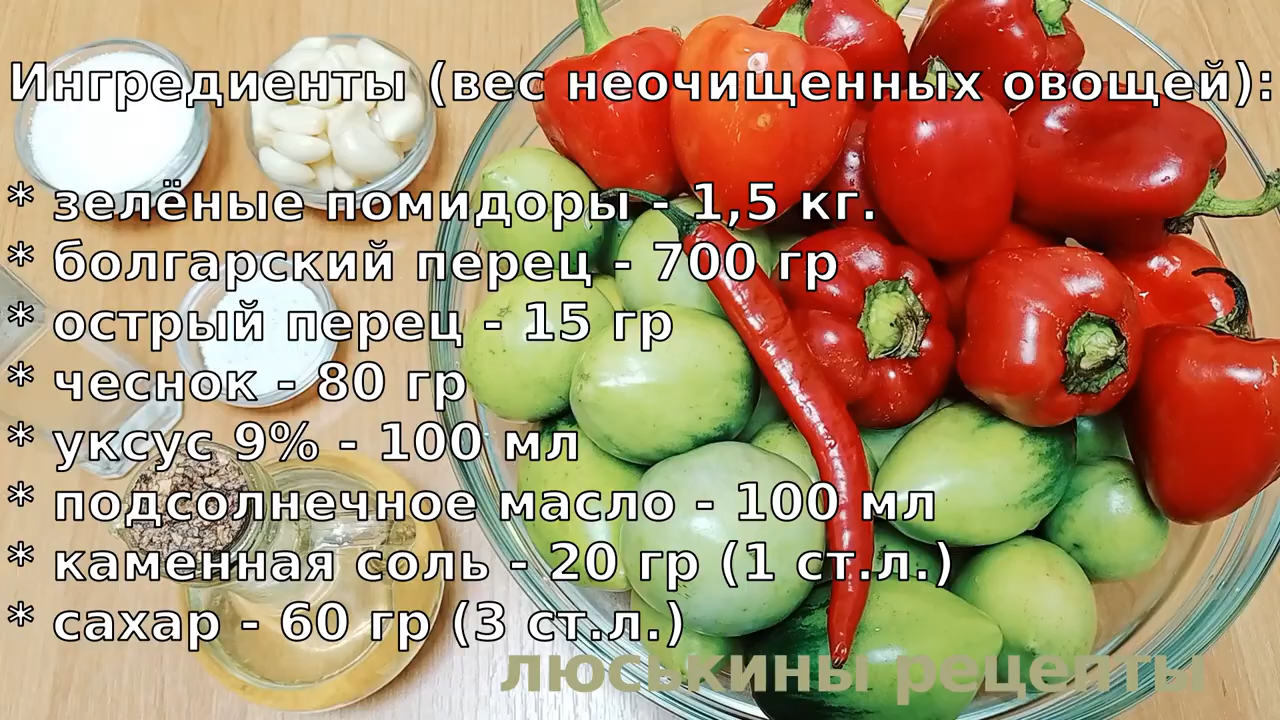 Ингредиенты (вес неочищенных овощей):
* зелёные помидоры - 1,5 кг.
* болгарский перец - 700 гр
* острый перец - 15 гр
* чеснок - 80 гр
* уксус 9% - 100 мл
* подсолнечное масло - 100 мл
* каменная соль - 20 гр (1 ст.л.)
* сахар - 60 гр (3 ст.л.)
люськины рецепты